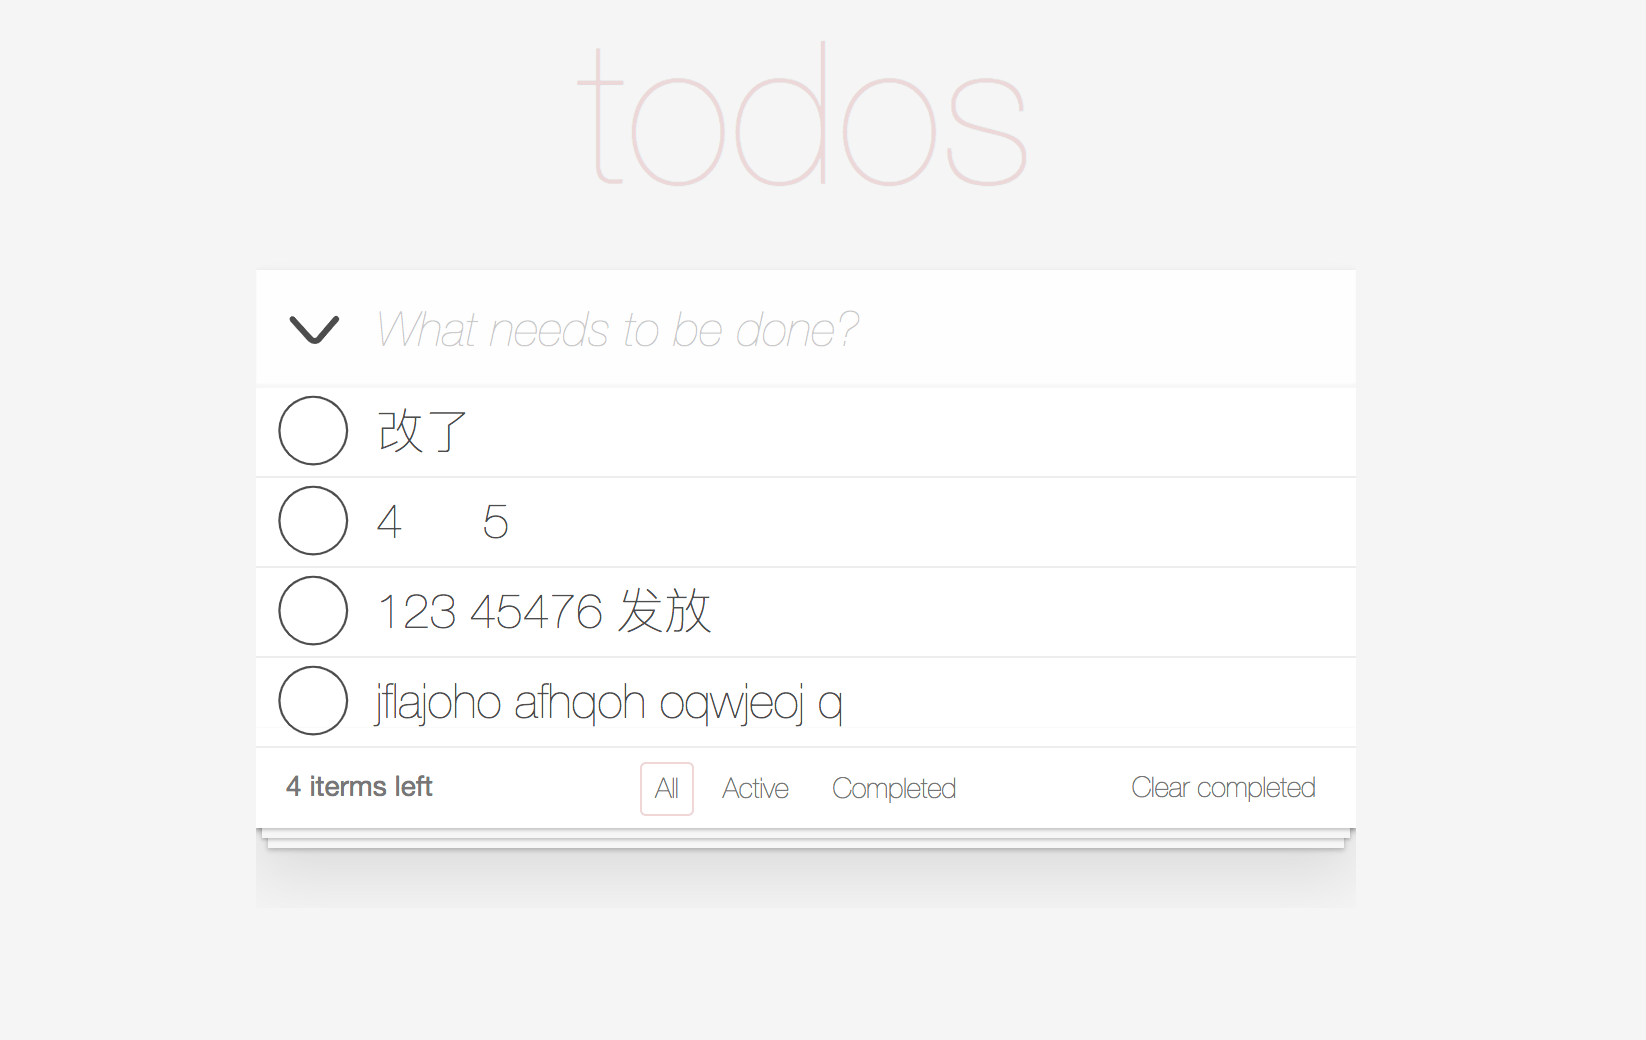 todos
What needs to be done?
改了
4      5
123 45476 发放
jflajoho afhqoh oqwjeoj q
4 iterms left All Active Completed Clear completed